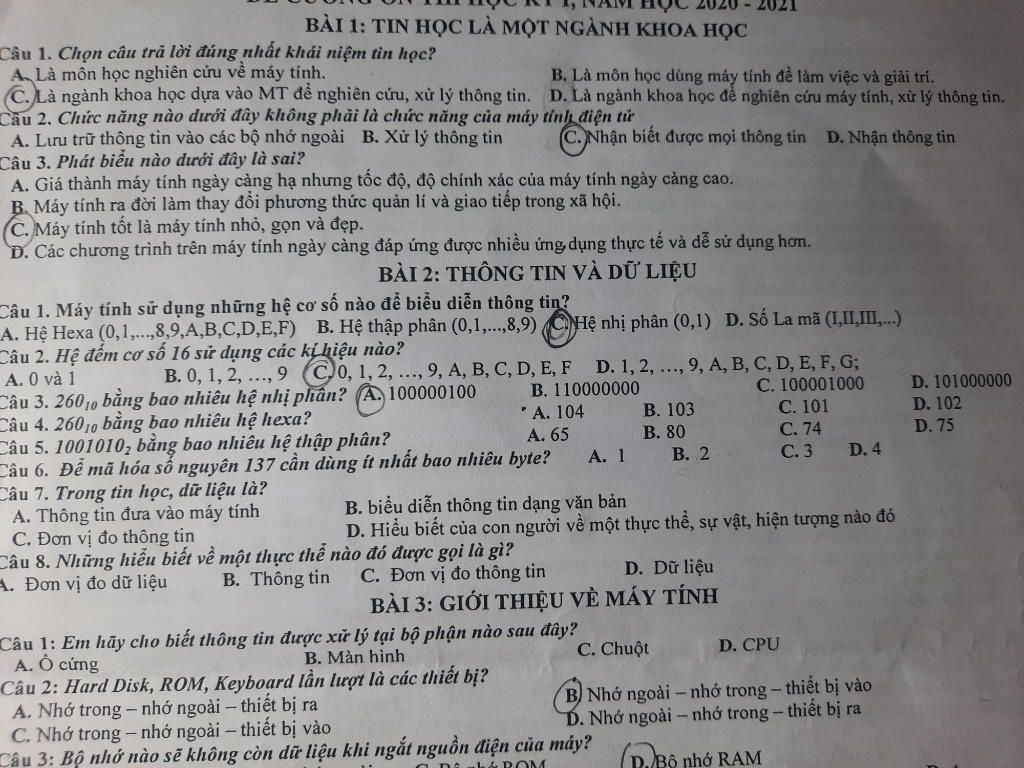 ĐỀ CƯƠNG ÔN THI HỌC KỲ I, NĂM HỌC 2020 - 2021
BÀI 1: TIN HỌC LÀ MỘT NGÀNH KHOA HỌC
Câu 1. Chọn câu trả lời đúng nhất khái niệm tin học?
A. Là môn học nghiên cứu về máy tính. B. Là môn học dùng máy tính để làm việc và giải trí.
C. Là ngành khoa học dựa vào MT để nghiên cứu, xử lý thông tin. D. Là ngành khoa học để nghiên cứu máy tính, xử lý thông tin.
Câu 2. Chức năng nào dưới đây không phải là chức năng của máy tính điện tử
A. Lưu trữ thông tin vào các bộ nhớ ngoài B. Xử lý thông tin C. Nhận biết được mọi thông tin D. Nhận thông tin
Câu 3. Phát biểu nào dưới đây là sai?
A. Giá thành máy tính ngày càng hạ nhưng tốc độ, độ chính xác của máy tính ngày càng cao.
B. Máy tính ra đời làm thay đổi phương thức quản lí và giao tiếp trong xã hội.
C. Máy tính tốt là máy tính nhỏ, gọn và đẹp.
D. Các chương trình trên máy tính ngày càng đáp ứng được nhiều ứng dụng thực tế và dễ sử dụng hơn.
BÀI 2: THÔNG TIN VÀ DỮ LIỆU
Câu 1. Máy tính sử dụng những hệ cơ số nào để biểu diễn thông tin?
A. Hệ Hexa (0,1,...,8,9,A,B,C,D,E,F) B. Hệ thập phân (0,1,...,8,9) C. Hệ nhị phân (0,1) D. Số La mã (I,II,III,...)
Câu 2. Hệ đếm cơ số 16 sử dụng các kí hiệu nào?
A. 0 và 1 B. 0, 1, 2, …, 9 C. 0, 1, 2, …, 9, A, B, C, D, E, F D. 1, 2, …, 9, A, B, C, D, E, F, G;
Câu 3. 260₁₀ bằng bao nhiêu hệ nhị phân? A. 100000100 B. 110000000 C. 100001000 D. 101000000
Câu 4. 260₁₀ bằng bao nhiêu hệ hexa? A. 104 B. 103 C. 101 D. 102
Câu 5. 1001010₂ bằng bao nhiêu hệ thập phân? A. 65 B. 80 C. 74 D. 75
Câu 6. Để mã hóa số nguyên 137 cần dùng ít nhất bao nhiêu byte? A. 1 B. 2 C. 3 D. 4
Câu 7. Trong tin học, dữ liệu là?
A. Thông tin đưa vào máy tính B. biểu diễn thông tin dạng văn bản
C. Đơn vị đo thông tin D. Hiểu biết của con người về một thực thể, sự vật, hiện tượng nào đó
Câu 8. Những hiểu biết về một thực thể nào đó được gọi là gì?
A. Đơn vị đo dữ liệu B. Thông tin C. Đơn vị đo thông tin D. Dữ liệu
BÀI 3: GIỚI THIỆU VỀ MÁY TÍNH
Câu 1: Em hãy cho biết thông tin được xử lý tại bộ phận nào sau đây?
A. Ổ cứng B. Màn hình C. Chuột D. CPU
Câu 2: Hard Disk, ROM, Keyboard lần lượt là các thiết bị?
A. Nhớ trong – nhớ ngoài – thiết bị ra B. Nhớ ngoài – nhớ trong – thiết bị vào
C. Nhớ trong – nhớ ngoài – thiết bị vào D. Nhớ ngoài – nhớ trong – thiết bị ra
Câu 3: Bộ nhớ nào sẽ không còn dữ liệu khi ngắt nguồn điện của máy?
C. Bộ nhớ ROM D. Bộ nhớ RAM